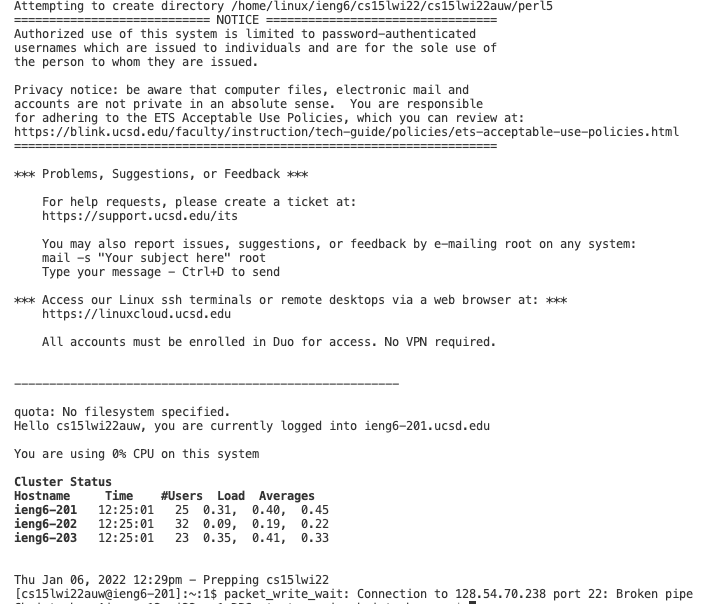 Attempting to create directory /home/linux/ieng6/cs15lwi22/cs15lwi22auw/perl5
============================ NOTICE =================================
Authorized use of this system is limited to password-authenticated
usernames which are issued to individuals and are for the sole use of
the person to whom they are issued.
Privacy notice: be aware that computer files, electronic mail and
accounts are not private in an absolute sense.  You are responsible
for adhering to the ETS Acceptable Use Policies, which you can review at:
https://blink.ucsd.edu/faculty/instruction/tech-guide/policies/ets-acceptable-use-policies.html
=====================================================================
*** Problems, Suggestions, or Feedback ***
For help requests, please create a ticket at:
https://support.ucsd.edu/its
You may also report issues, suggestions, or feedback by e-mailing root on any system:
mail -s "Your subject here" root
Type your message - Ctrl+D to send
*** Access our Linux ssh terminals or remote desktops via a web browser at: ***
https://linuxcloud.ucsd.edu
All accounts must be enrolled in Duo for access. No VPN required.
-------------------------------------------------------
quota: No filesystem specified.
Hello cs15lwi22auw, you are currently logged into ieng6-201.ucsd.edu
You are using 0% CPU on this system
Cluster Status
Hostname     Time    #Users  Load  Averages
ieng6-201   12:25:01   25  0.31,  0.40,  0.45
ieng6-202   12:25:01   32  0.09,  0.19,  0.22
ieng6-203   12:25:01   23  0.35,  0.41,  0.33
Thu Jan 06, 2022 12:29pm - Prepping cs15lwi22
[cs15lwi22auw@ieng6-201]:~:1$ packet_write_wait: Connection to 128.54.70.238 port 22: Broken pipe